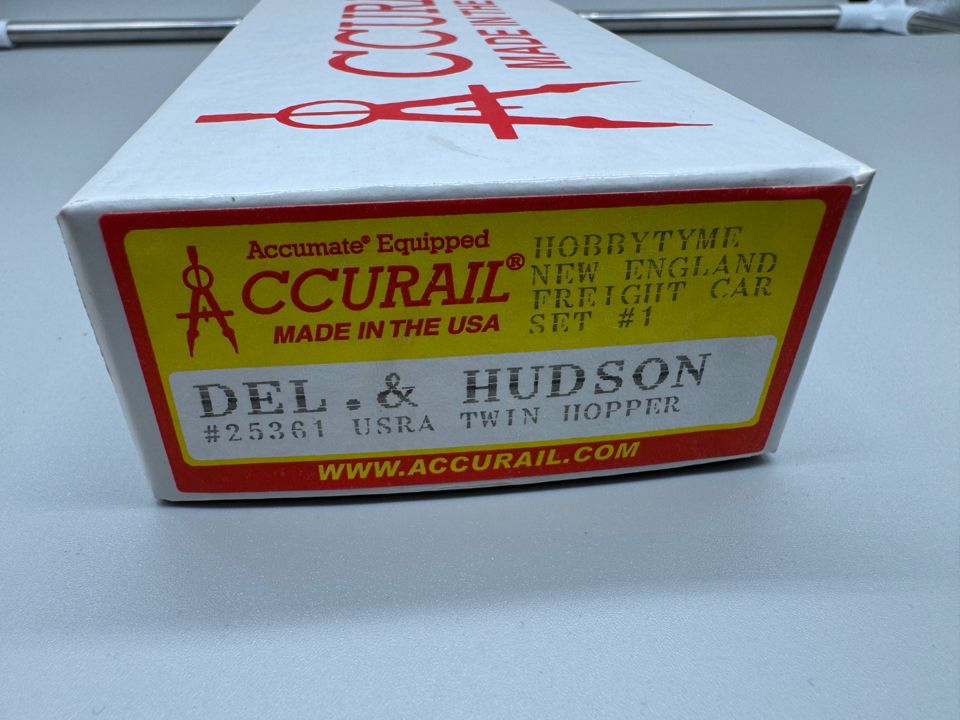 ACCURA
MADE IN THE
Accumate® Equipped
ACCURAIL®
MADE IN THE USA
HOBBYTYME
NEW ENGLAND
FREIGHT CAR
SET #1
DEL.& HUDSON
#25361 USRA TWIN HOPPER
WWW.ACCURAIL.COM